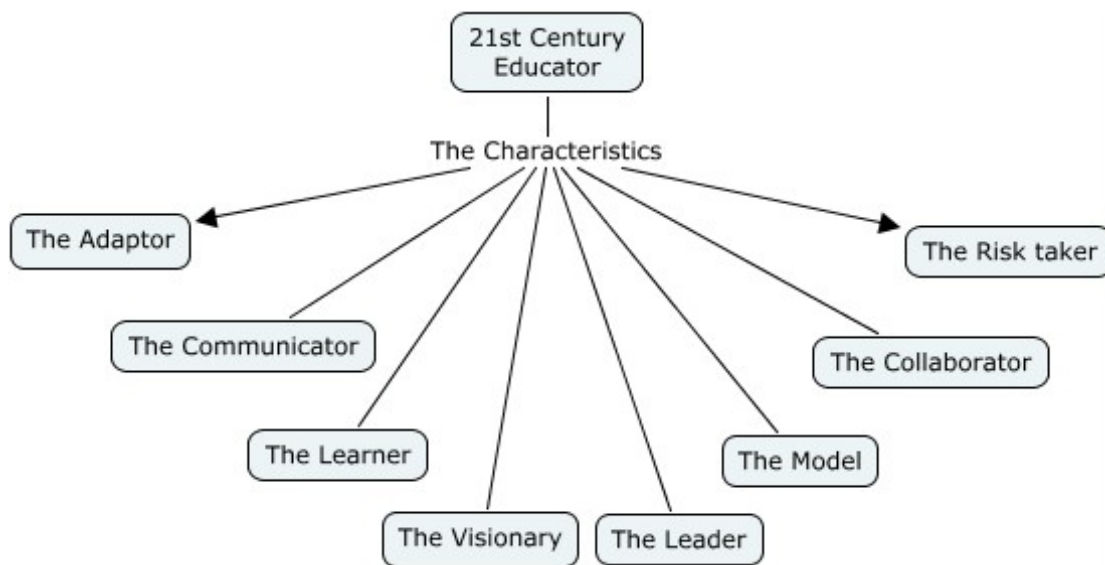 21st Century
Educator
The Characteristics
The Adaptor
The Risk taker
The Communicator
The Collaborator
The Learner
The Model
The Visionary
The Leader